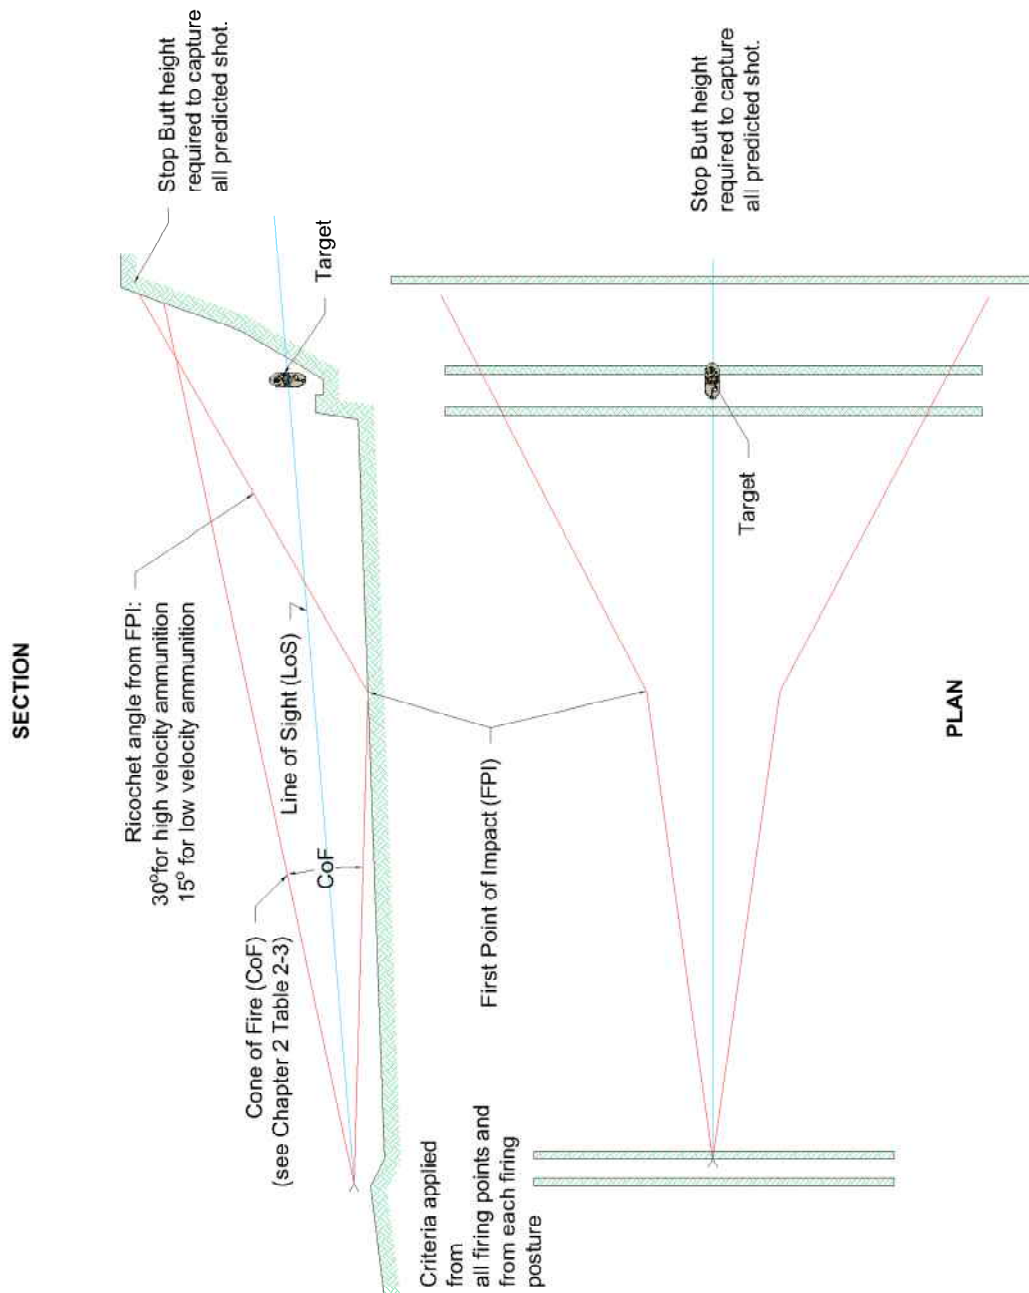 SECTION
Stop Butt height
required to capture
all predicted shot.
Ricochet angle from FPI:
30⁰for high velocity ammunition
15⁰ for low velocity ammunition
Target
Line of Sight (LoS)
Cone of Fire (CoF)
(see Chapter 2 Table 2-3)
CoF
First Point of Impact (FPI)
Criteria applied
from
all firing points and
from each firing
posture
Stop Butt height
required to capture
all predicted shot.
Target
PLAN